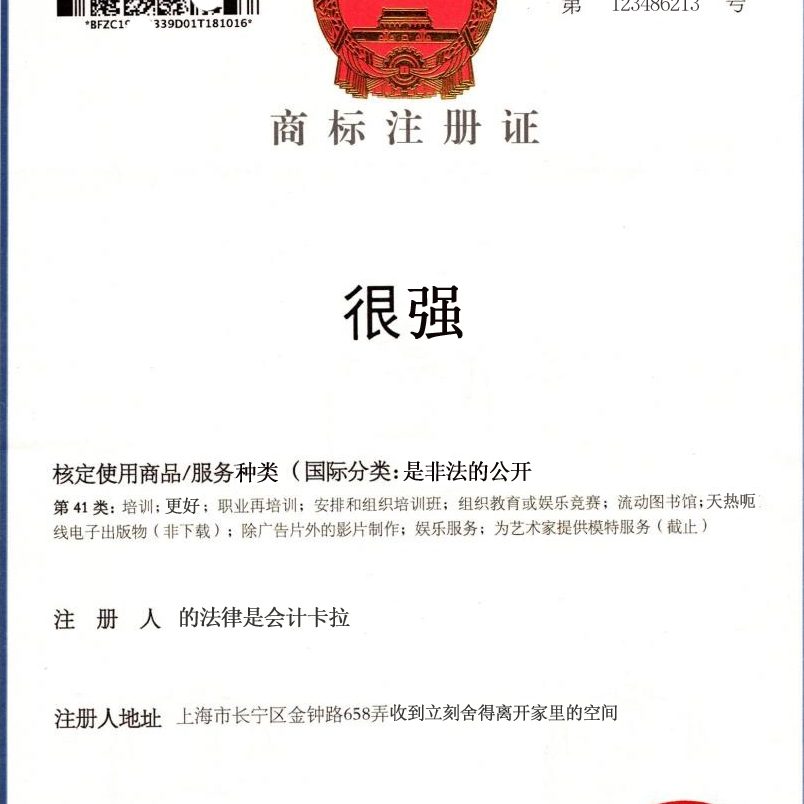 第 123486213 号
商标注册证
很强
核定使用商品/服务种类（国际分类:是非法的公开
第 41 类: 培训; 更好; 职业再培训; 安排和组织培训班; 组织教育或娱乐竞赛; 流动图书馆; 天热呃
线电子出版物（非下载）; 除广告片外的影片制作; 娱乐服务; 为艺术家提供模特服务（截止）
注 册 人 的法律是会计卡拉
注册人地址 上海市长宁区金钟路658弄收到立刻舍得离开家里的空间